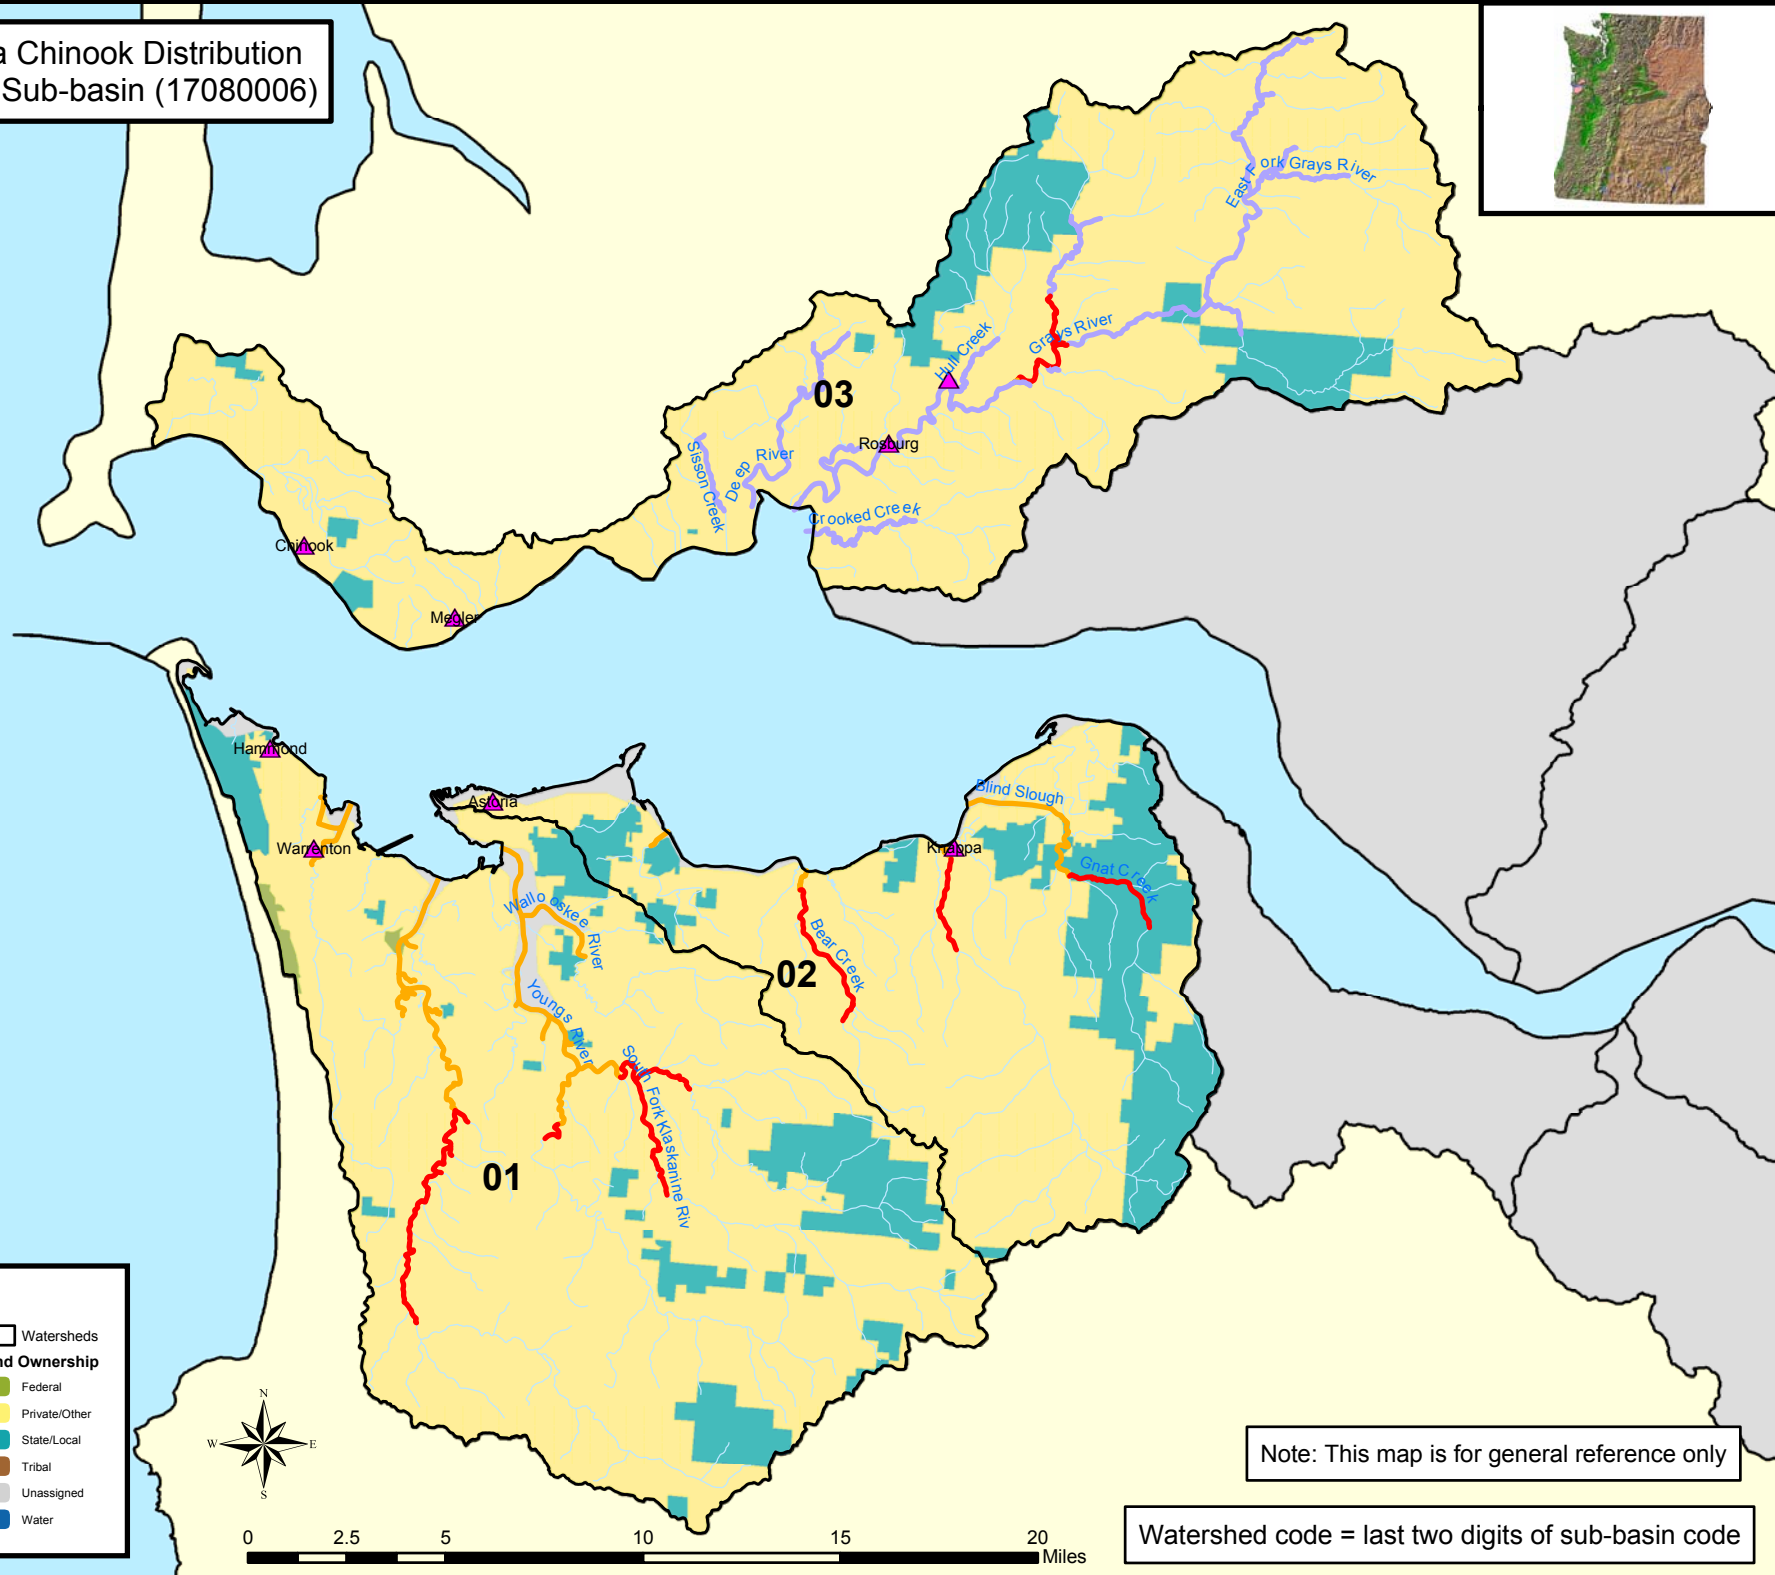 a Chinook Distribution
Sub-basin (17080006)
East Fork Grays River
Grays River
Hull Creek
03
Rosburg
River
Deep
Sisson Creek
Crooked Creek
Chinook
Megler
Hammond
Astoria
Warrenton
Blind Slough
Knappa
Gnat Creek
Wallooskee River
Bear Creek
02
Youngs River
South Fork Klaskanine Riv
01
Watersheds
nd Ownership
Federal
Private/Other
State/Local
Tribal
Unassigned
Water
N
W
E
S
Note: This map is for general reference only
Watershed code = last two digits of sub-basin code
0 2.5 5 10 15 20
Miles